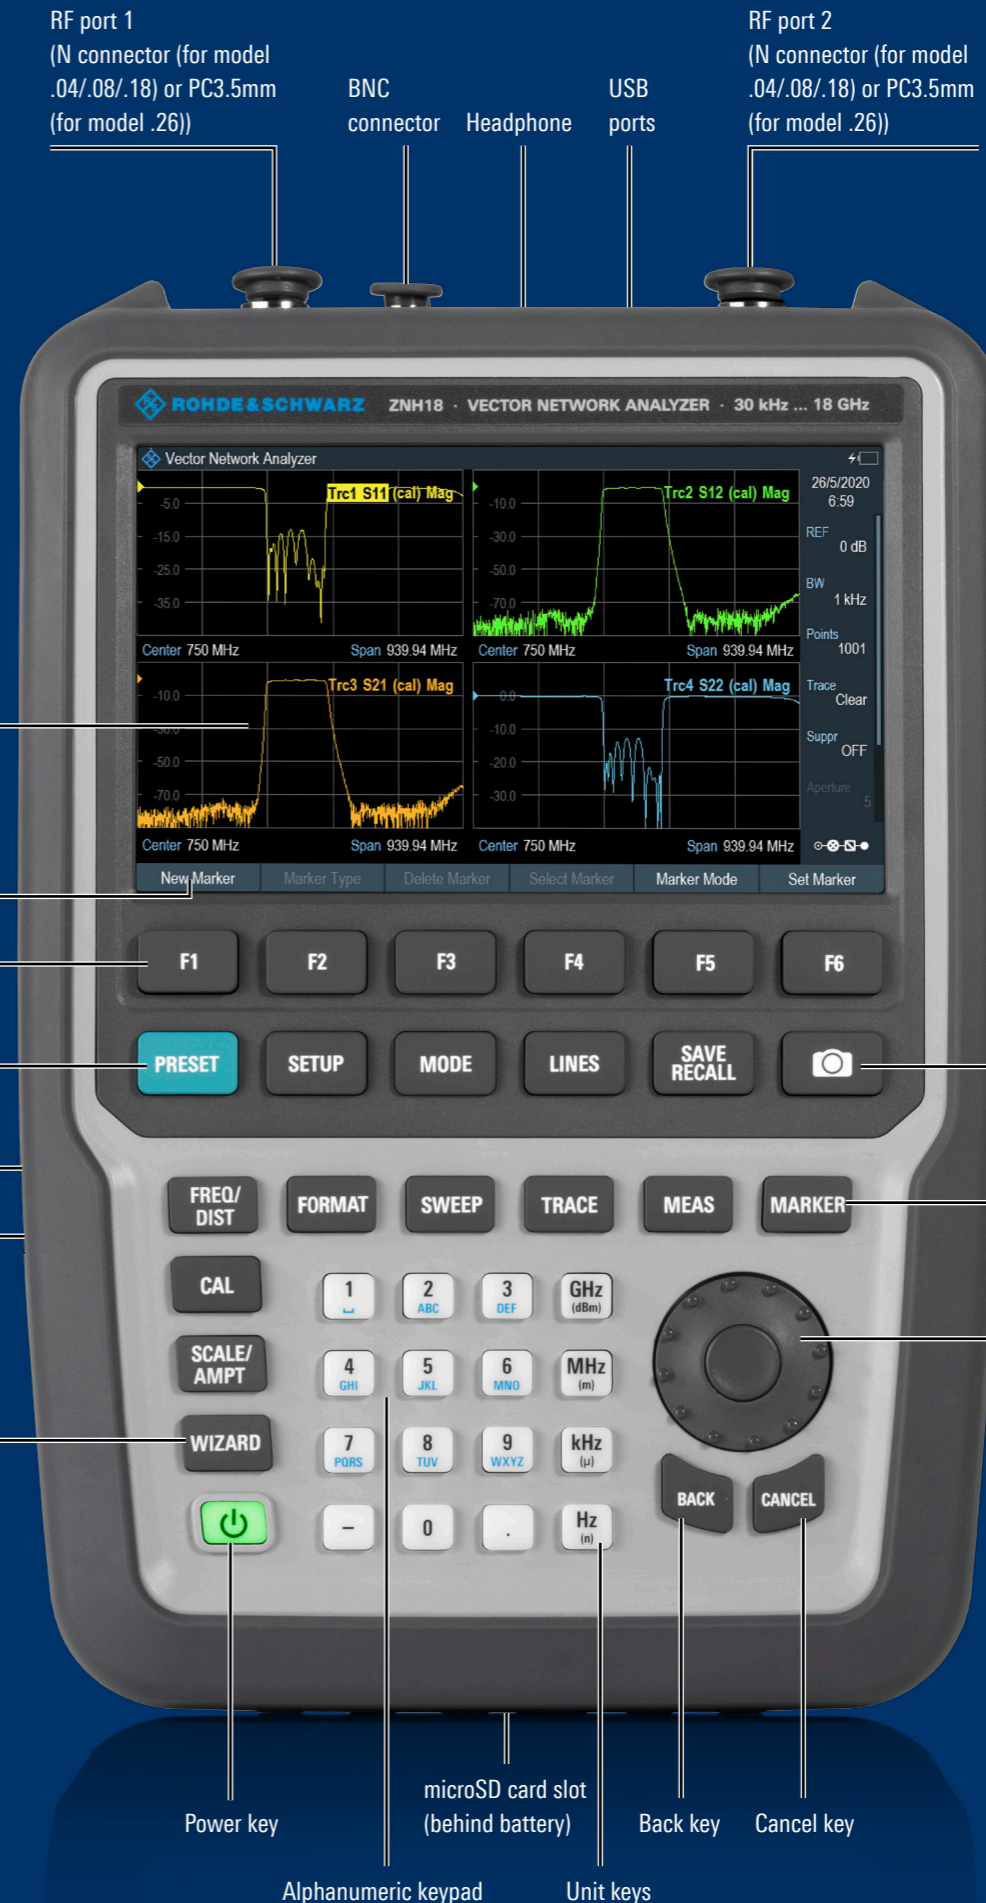 RF port 1
(N connector (for model
.04/.08/.18) or PC3.5mm
(for model .26))
BNC
connector
Headphone
USB
ports
RF port 2
(N connector (for model
.04/.08/.18) or PC3.5mm
(for model .26))
ROHDE&SCHWARZ ZNH18 · VECTOR NETWORK ANALYZER · 30 kHz ... 18 GHz
Vector Network Analyzer
26/5/2020
6:59
Trc1 S11 (cal) Mag
-5.0
-15.0
-25.0
-35.0
Center 750 MHz Span 939.94 MHz
Trc2 S12 (cal) Mag
-10.0
-30.0
-50.0
-70.0
Center 750 MHz Span 939.94 MHz
Trc3 S21 (cal) Mag
-10.0
-30.0
-50.0
-70.0
Center 750 MHz Span 939.94 MHz
Trc4 S22 (cal) Mag
0.0
-10.0
-20.0
-30.0
Center 750 MHz Span 939.94 MHz
REF
0 dB
BW
1 kHz
Points
1001
Trace
Clear
Suppr
OFF
Aperture
5
New Marker Marker Type Delete Marker Select Marker Marker Mode Set Marker
F1 F2 F3 F4 F5 F6
PRESET SETUP MODE LINES SAVE
RECALL
FREQ/
DIST
FORMAT SWEEP TRACE MEAS MARKER
CAL
SCALE/
AMPT
WIZARD
1 2 3 GHz
ABC DEF (dBm)
4 5 6 MHz
GHI JKL MNO (m)
7 8 9 kHz
PQRS TUV WXYZ (µ)
– 0 . Hz
(n)
BACK CANCEL
Power key
microSD card slot
(behind battery)
Back key
Cancel key
Alphanumeric keypad
Unit keys